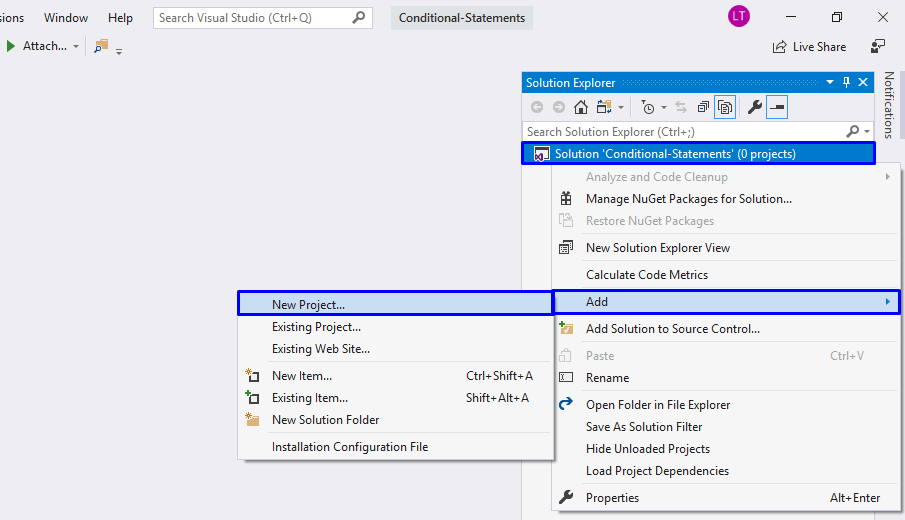 sions Window Help Search Visual Studio (Ctrl+Q) Conditional-Statements LT
Attach... Live Share
Notifications
Solution Explorer
Search Solution Explorer (Ctrl+;)
Solution 'Conditional-Statements' (0 projects)
Analyze and Code Cleanup
Manage NuGet Packages for Solution...
Restore NuGet Packages
New Solution Explorer View
Calculate Code Metrics
Add
Add Solution to Source Control...
Paste Ctrl+V
Rename
Open Folder in File Explorer
Save As Solution Filter
Hide Unloaded Projects
Load Project Dependencies
Properties Alt+Enter
New Project...
Existing Project...
Existing Web Site...
New Item... Ctrl+Shift+A
Existing Item... Shift+Alt+A
New Solution Folder
Installation Configuration File